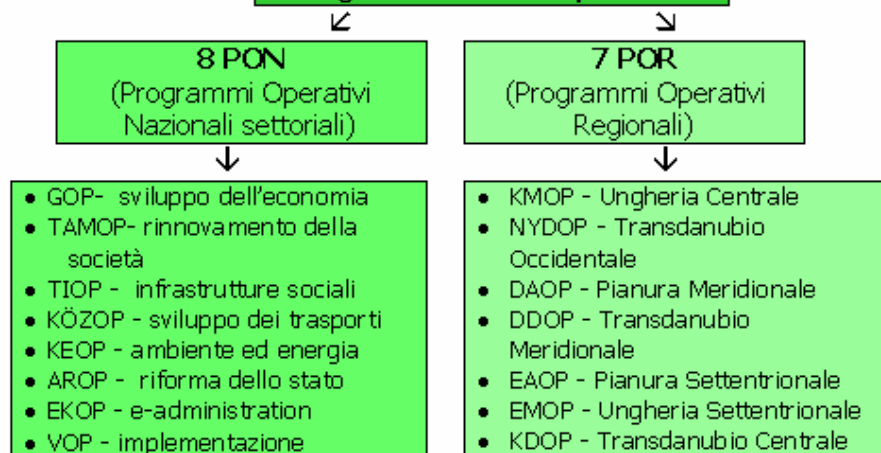 8 PON
(Programmi Operativi
Nazionali settoriali)
7 POR
(Programmi Operativi
Regionali)
• GOP- sviluppo dell'economia
• TAMOP- rinnovamento della
società
• TIOP - infrastrutture sociali
• KÖZOP - sviluppo dei trasporti
• KEOP - ambiente ed energia
• AROP - riforma dello stato
• EKOP - e-administration
• VOP - implementazione
• KMOP - Ungheria Centrale
• NYDOP - Transdanubio
Occidentale
• DAOP - Pianura Meridionale
• DDOP - Transdanubio
Meridionale
• EAOP - Pianura Settentrionale
• EMOP - Ungheria Settentrionale
• KDOP - Transdanubio Centrale